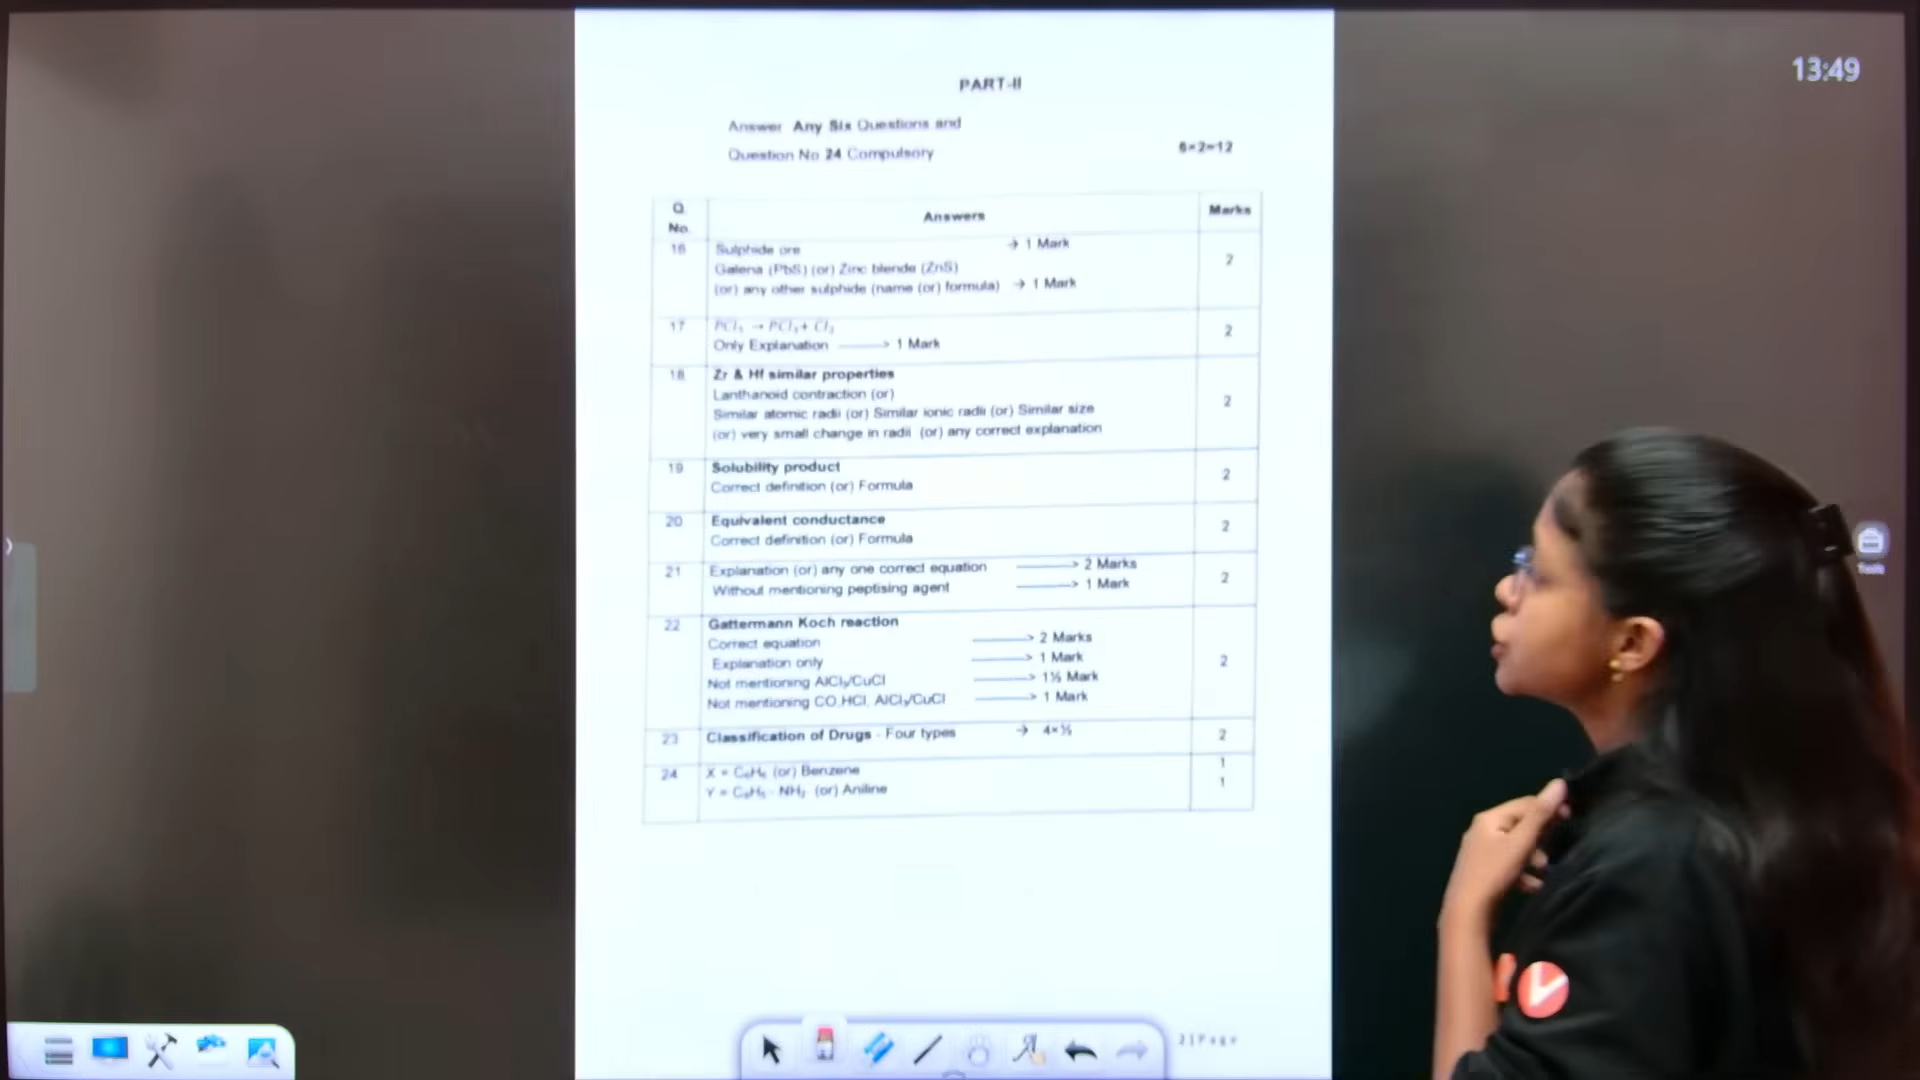 13:49
PART-II
Answer Any Six Questions and
Question No 24 Compulsory 6×2=12
Q. No. Answers Marks
16 Sulphide ore → 1 Mark 2
Galena (PbS) (or) Zinc blende (ZnS)
(or) any other sulphide (name (or) formula) → 1 Mark
17 PCl₅ → PCl₃ + Cl₂ 2
Only Explanation ———> 1 Mark
18 Zr & Hf similar properties 2
Lanthanoid contraction (or)
Similar atomic radii (or) Similar ionic radii (or) Similar size
(or) very small change in radii (or) any correct explanation
19 Solubility product 2
Correct definition (or) Formula
20 Equivalent conductance 2
Correct definition (or) Formula
21 Explanation (or) any one correct equation ———> 2 Marks 2
Without mentioning peptising agent ———> 1 Mark
22 Gattermann Koch reaction 2
Correct equation ———> 2 Marks
Explanation only ———> 1 Mark
Not mentioning AlCl₃/CuCl ———> 1½ Mark
Not mentioning CO,HCl, AlCl₃/CuCl ———> 1 Mark
23 Classification of Drugs - Four types → 4×½ 2
24 X = C₆H₆ (or) Benzene 1
Y = C₆H₅ - NH₂ (or) Aniline 1
Tools
2 | Page